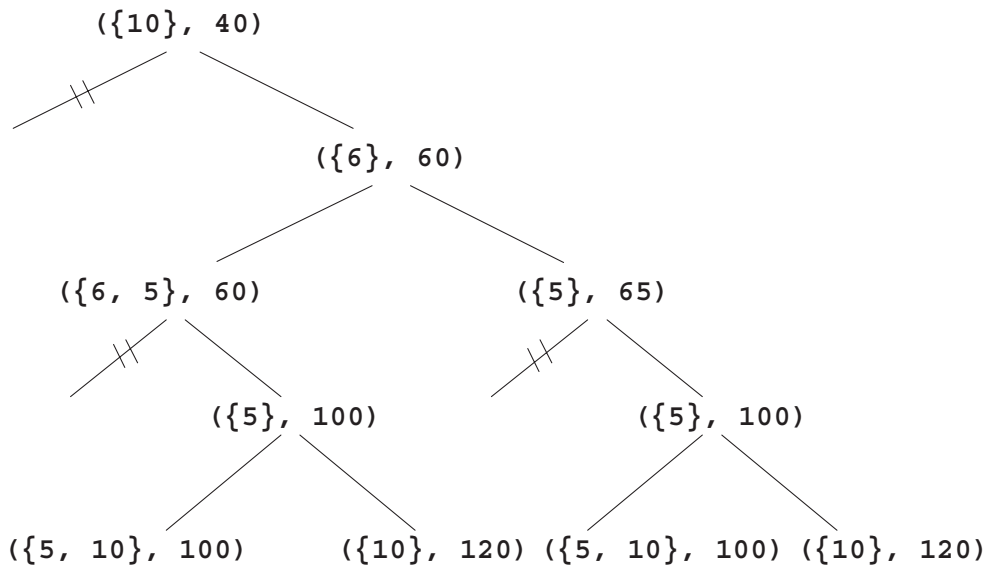 ({10}, 40)
({6}, 60)
({6, 5}, 60) ({5}, 65)
({5}, 100) ({5}, 100)
({5, 10}, 100) ({10}, 120) ({5, 10}, 100) ({10}, 120)